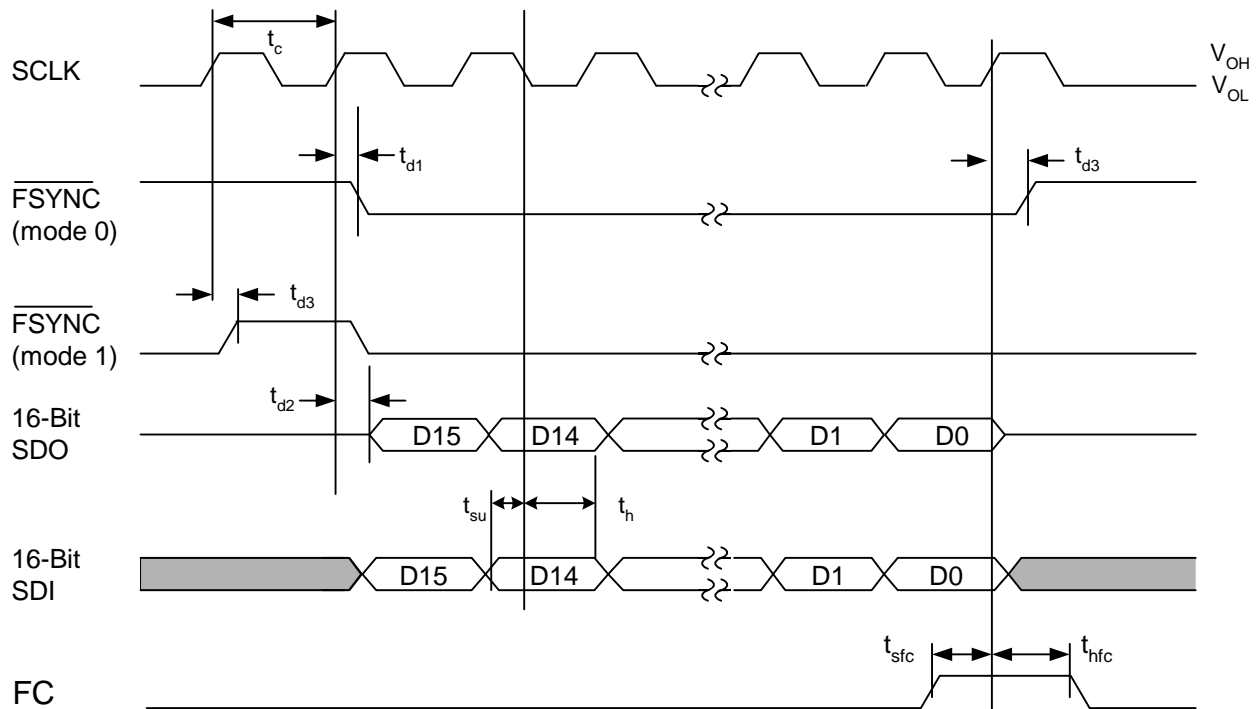 t_c
SCLK
V_OH
V_OL
t_d1
t_d3
FSYNC
(mode 0)
t_d3
FSYNC
(mode 1)
t_d2
16-Bit
SDO
D15 D14 D1 D0
t_su t_h
16-Bit
SDI
D15 D14 D1 D0
t_sfc t_hfc
FC